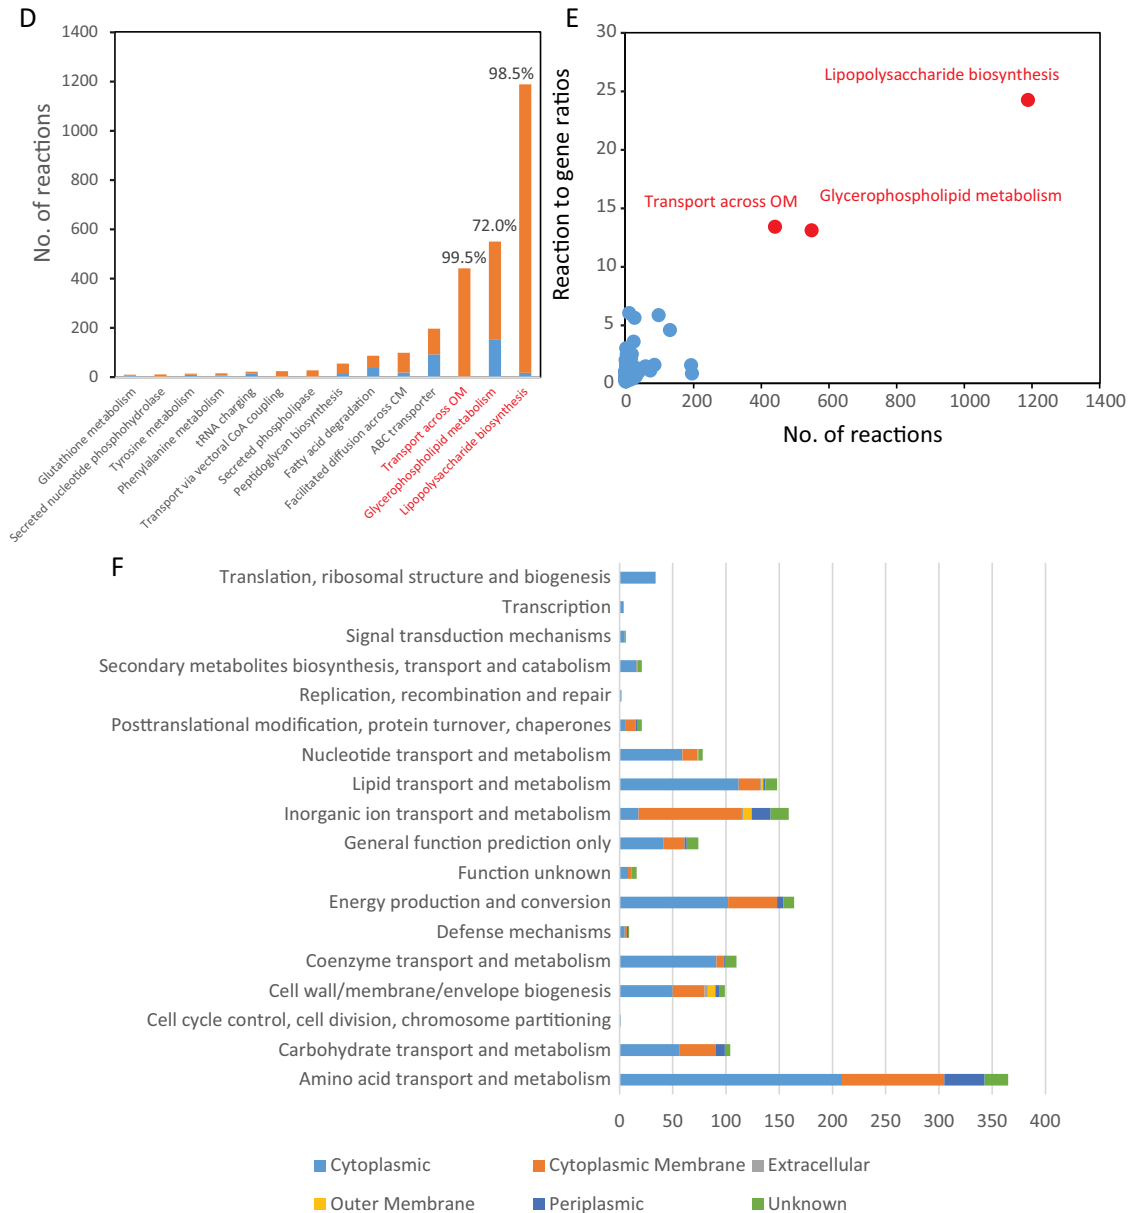 D
1400
1200
1000
800
600
400
200
0
No. of reactions
99.5%
72.0%
98.5%
Glutathione metabolism
Secreted nucleotide phosphohydrolase
Tyrosine metabolism
Phenylalanine metabolism
tRNA charging
Transport via vectoral CoA coupling
Secreted phospholipase
Peptidoglycan biosynthesis
Fatty acid degradation
Facilitated diffusion across CM
ABC transporter
Transport across OM
Glycerophospholipid metabolism
Lipopolysaccharide biosynthesis
E
30
25
20
15
10
5
0
Reaction to gene ratios
Lipopolysaccharide biosynthesis
Glycerophospholipid metabolism
Transport across OM
0 200 400 600 800 1000 1200 1400
No. of reactions
F
Translation, ribosomal structure and biogenesis
Transcription
Signal transduction mechanisms
Secondary metabolites biosynthesis, transport and catabolism
Replication, recombination and repair
Posttranslational modification, protein turnover, chaperones
Nucleotide transport and metabolism
Lipid transport and metabolism
Inorganic ion transport and metabolism
General function prediction only
Function unknown
Energy production and conversion
Defense mechanisms
Coenzyme transport and metabolism
Cell wall/membrane/envelope biogenesis
Cell cycle control, cell division, chromosome partitioning
Carbohydrate transport and metabolism
Amino acid transport and metabolism
0 50 100 150 200 250 300 350 400
Cytoplasmic Cytoplasmic Membrane Extracellular
Outer Membrane Periplasmic Unknown